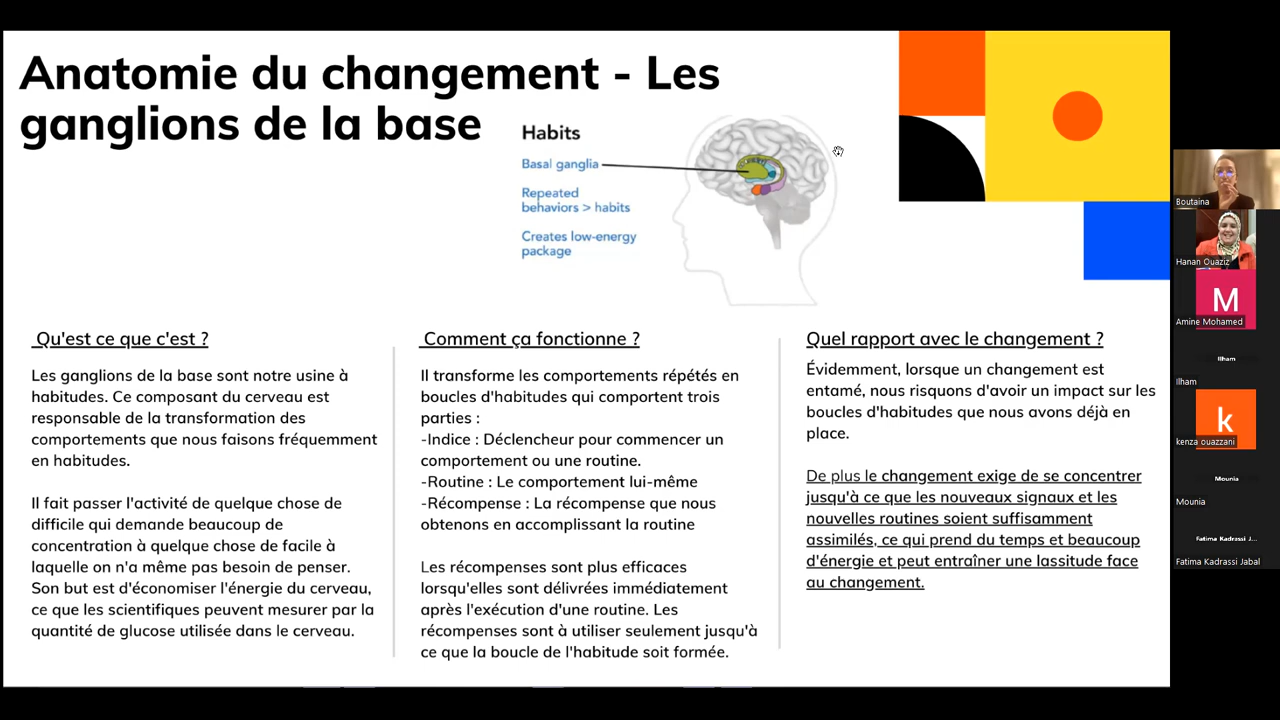 Anatomie du changement - Les
ganglions de la base
Habits
Basal ganglia
Repeated
behaviors > habits
Creates low-energy
package
Qu'est ce que c'est ?
Les ganglions de la base sont notre usine à
habitudes. Ce composant du cerveau est
responsable de la transformation des
comportements que nous faisons fréquemment
en habitudes.
Il fait passer l'activité de quelque chose de
difficile qui demande beaucoup de
concentration à quelque chose de facile à
laquelle on n'a même pas besoin de penser.
Son but est d'économiser l'énergie du cerveau,
ce que les scientifiques peuvent mesurer par la
quantité de glucose utilisée dans le cerveau.
Comment ça fonctionne ?
Il transforme les comportements répétés en
boucles d'habitudes qui comportent trois
parties :
-Indice : Déclencheur pour commencer un
comportement ou une routine.
-Routine : Le comportement lui-même
-Récompense : La récompense que nous
obtenons en accomplissant la routine
Les récompenses sont plus efficaces
lorsqu'elles sont délivrées immédiatement
après l'exécution d'une routine. Les
récompenses sont à utiliser seulement jusqu'à
ce que la boucle de l'habitude soit formée.
Quel rapport avec le changement ?
Évidemment, lorsque un changement est
entamé, nous risquons d'avoir un impact sur les
boucles d'habitudes que nous avons déjà en
place.
De plus le changement exige de se concentrer
jusqu'à ce que les nouveaux signaux et les
nouvelles routines soient suffisamment
assimilés, ce qui prend du temps et beaucoup
d'énergie et peut entraîner une lassitude face
au changement.
Boutaina
Hanan Ouaziz
M
Amine Mohamed
Ilham
Ilham
k
kenza ouazzani
Mounia
Mounia
Fatima Kadrassi J...
Fatima Kadrassi Jabal